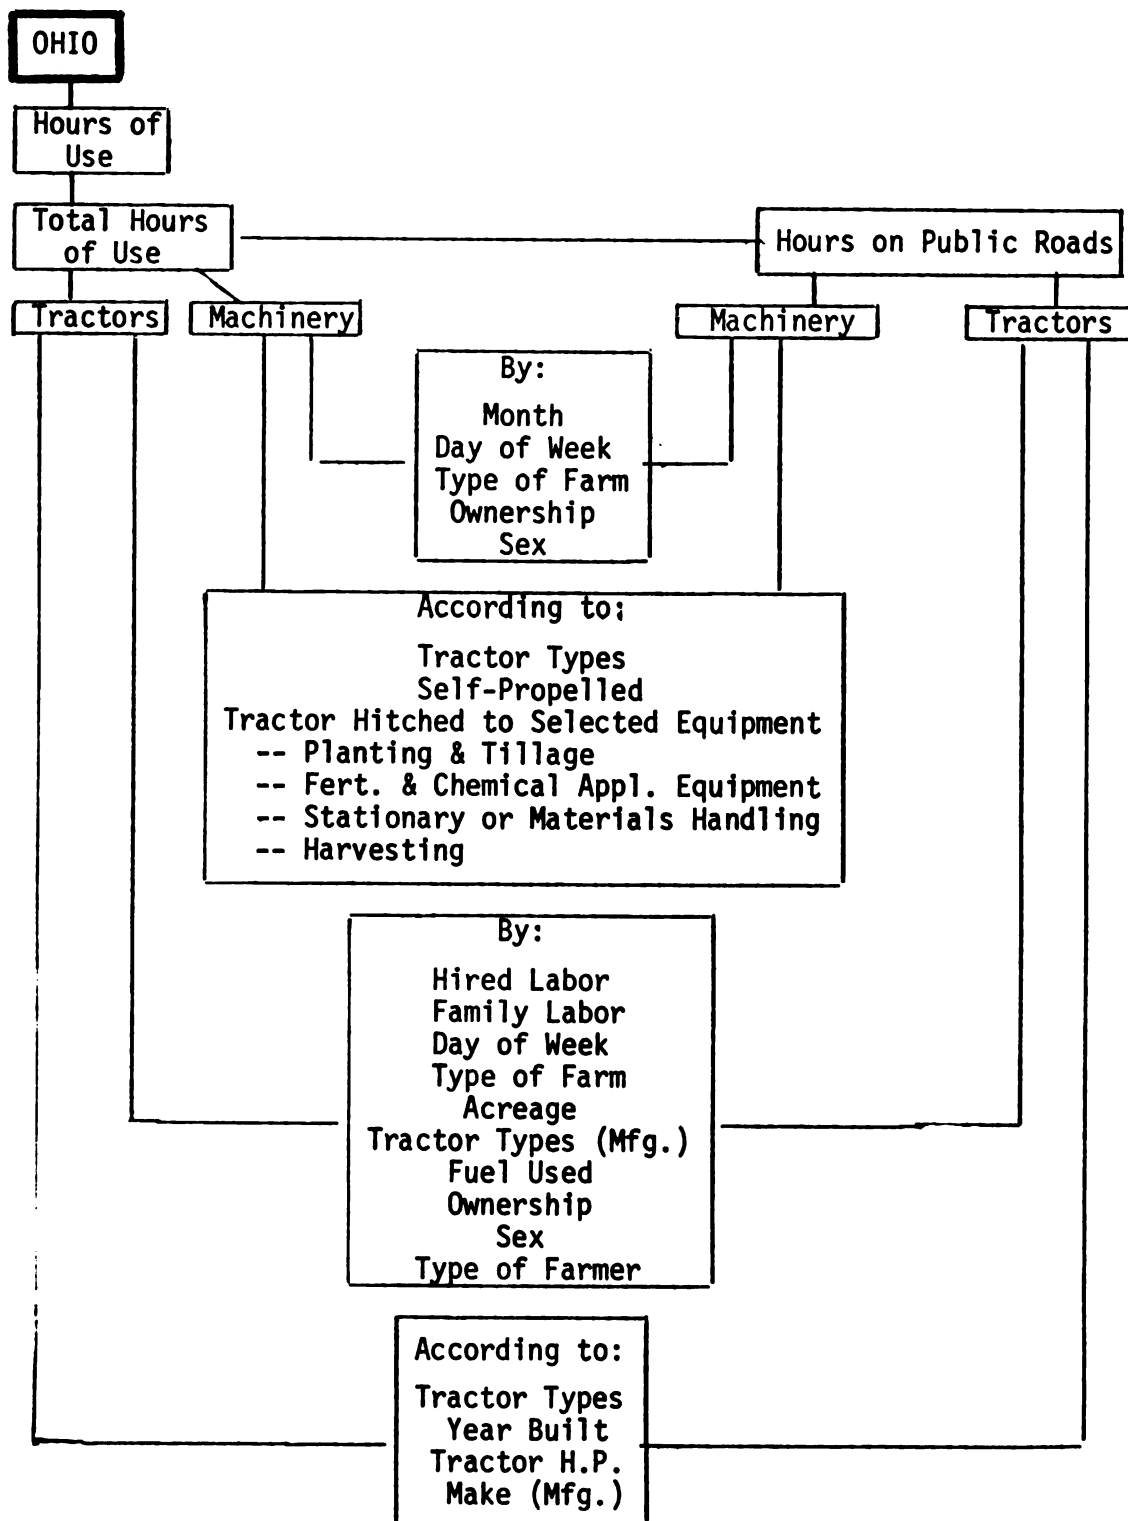 OHIO
Hours of
Use
Total Hours
of Use
Hours on Public Roads
Tractors
Machinery
Machinery
Tractors
By:
Month
Day of Week
Type of Farm
Ownership
Sex
According to:
Tractor Types
Self-Propelled
Tractor Hitched to Selected Equipment
-- Planting & Tillage
-- Fert. & Chemical Appl. Equipment
-- Stationary or Materials Handling
-- Harvesting
By:
Hired Labor
Family Labor
Day of Week
Type of Farm
Acreage
Tractor Types (Mfg.)
Fuel Used
Ownership
Sex
Type of Farmer
According to:
Tractor Types
Year Built
Tractor H.P.
Make (Mfg.)